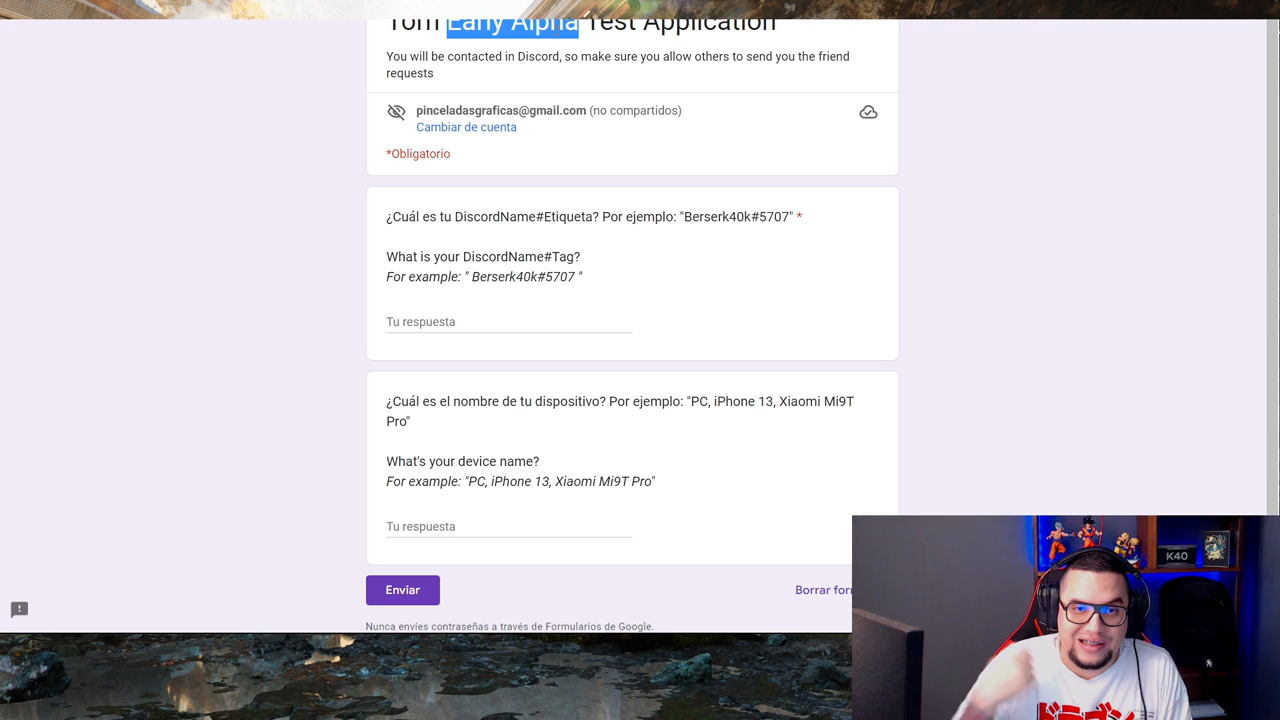 Torn Early Alpha Test Application
You will be contacted in Discord, so make sure you allow others to send you the friend
requests
pinceladasgraficas@gmail.com (no compartidos)
Cambiar de cuenta
*Obligatorio
¿Cuál es tu DiscordName#Etiqueta? Por ejemplo: "Berserk40k#5707" *
What is your DiscordName#Tag?
For example: " Berserk40k#5707 "
Tu respuesta
¿Cuál es el nombre de tu dispositivo? Por ejemplo: "PC, iPhone 13, Xiaomi Mi9T
Pro"
What's your device name?
For example: "PC, iPhone 13, Xiaomi Mi9T Pro"
Tu respuesta
Enviar
Borrar for
Nunca envíes contraseñas a través de Formularios de Google.
K40